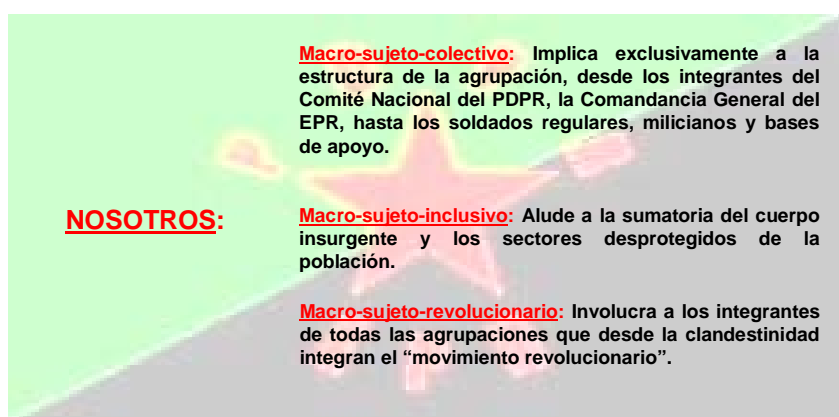 Macro-sujeto-colectivo: Implica exclusivamente a la
estructura de la agrupación, desde los integrantes del
Comité Nacional del PDPR, la Comandancia General del
EPR, hasta los soldados regulares, milicianos y bases
de apoyo.
NOSOTROS:
Macro-sujeto-inclusivo: Alude a la sumatoria del cuerpo
insurgente y los sectores desprotegidos de la
población.
Macro-sujeto-revolucionario: Involucra a los integrantes
de todas las agrupaciones que desde la clandestinidad
integran el “movimiento revolucionario”.